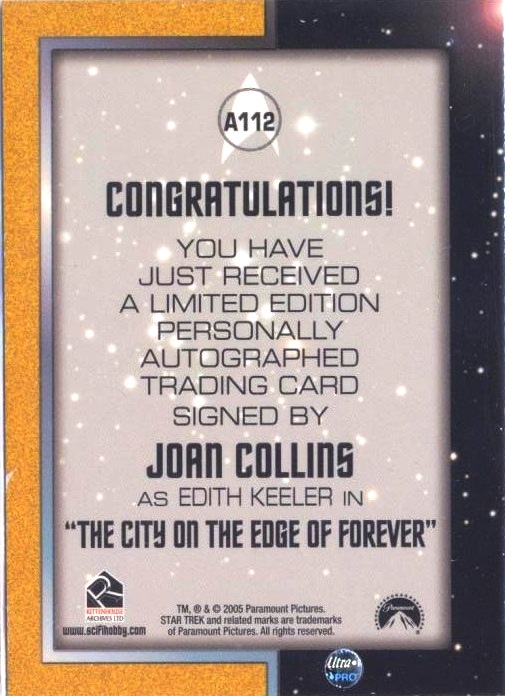 A112
CONGRATULATIONS!
YOU HAVE
JUST RECEIVED
A LIMITED EDITION
PERSONALLY
AUTOGRAPHED
TRADING CARD
SIGNED BY
JOAN COLLINS
AS EDITH KEELER IN
“THE CITY ON THE EDGE OF FOREVER”
RITTENHOUSE
ARCHIVES LTD
www.scifihobby.com
TM, ® & © 2005 Paramount Pictures.
STAR TREK and related marks are trademarks
of Paramount Pictures. All rights reserved.
Paramount
Ultra
PRO